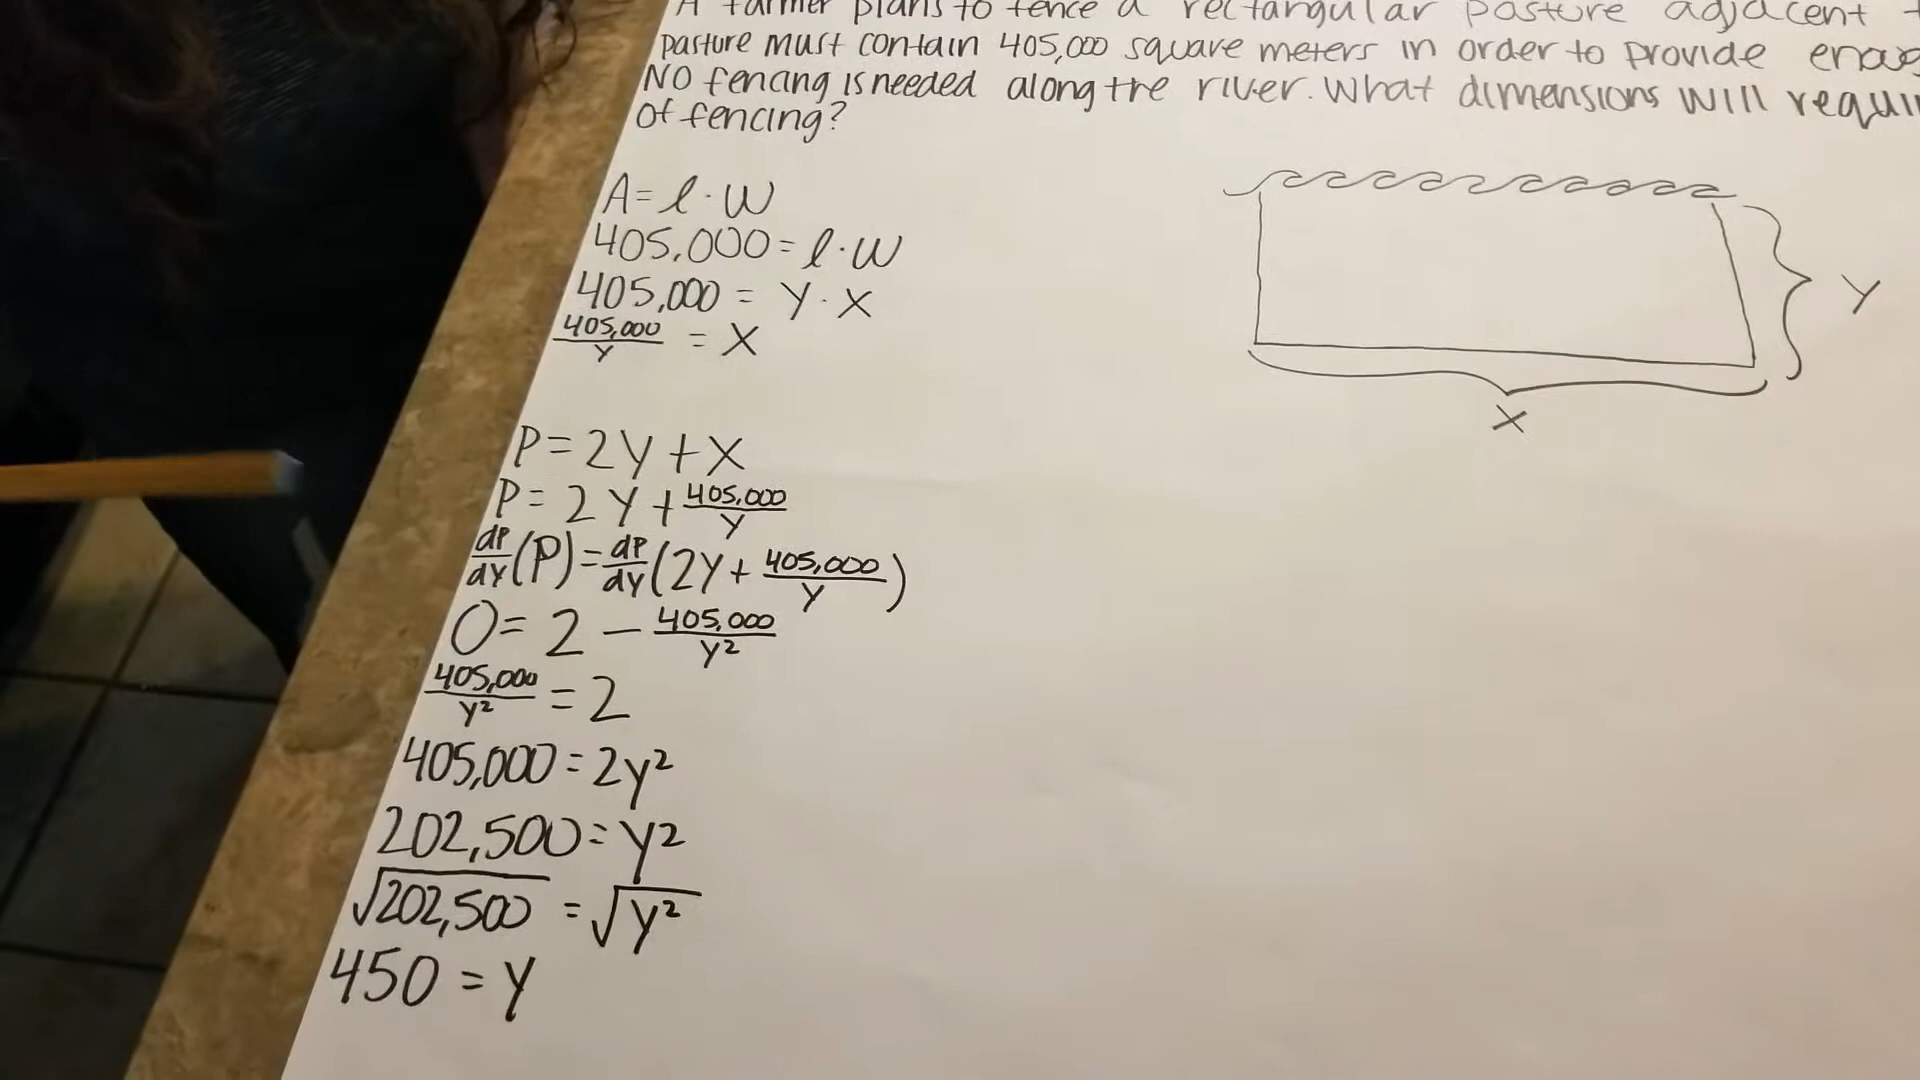 A farmer plans to fence a rectangular pasture adjacent
pasture must contain 405,000 square meters in order to provide
NO fencing is needed along the river. What dimensions will
of fencing?
A = l · W
405,000 = l · W
405,000 = Y · X
405,000/Y = X
Y
X
P = 2Y + X
P = 2Y + 405,000/Y
dP/dY (P) = dP/dY (2Y + 405,000/Y)
0 = 2 - 405,000/Y²
405,000/Y² = 2
405,000 = 2Y²
202,500 = Y²
√202,500 = √Y²
450 = Y